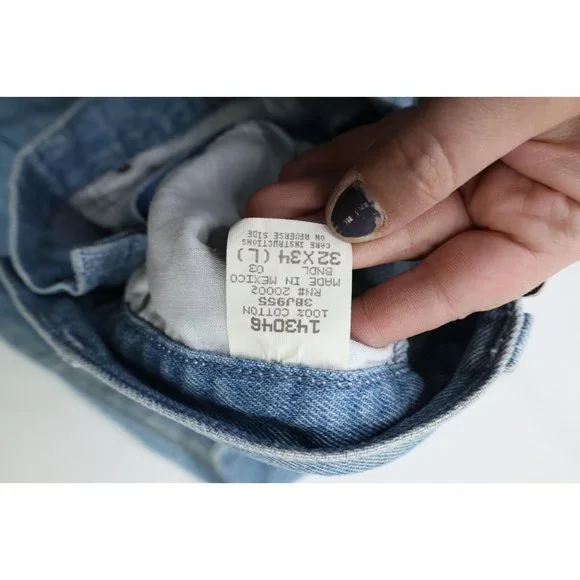 143046
100% COTTON
3BJ955
RN# 20002
MADE IN MEXICO
BNDL 03
32X34 (L)
CARE INSTRUCTIONS
ON REVERSE SIDE